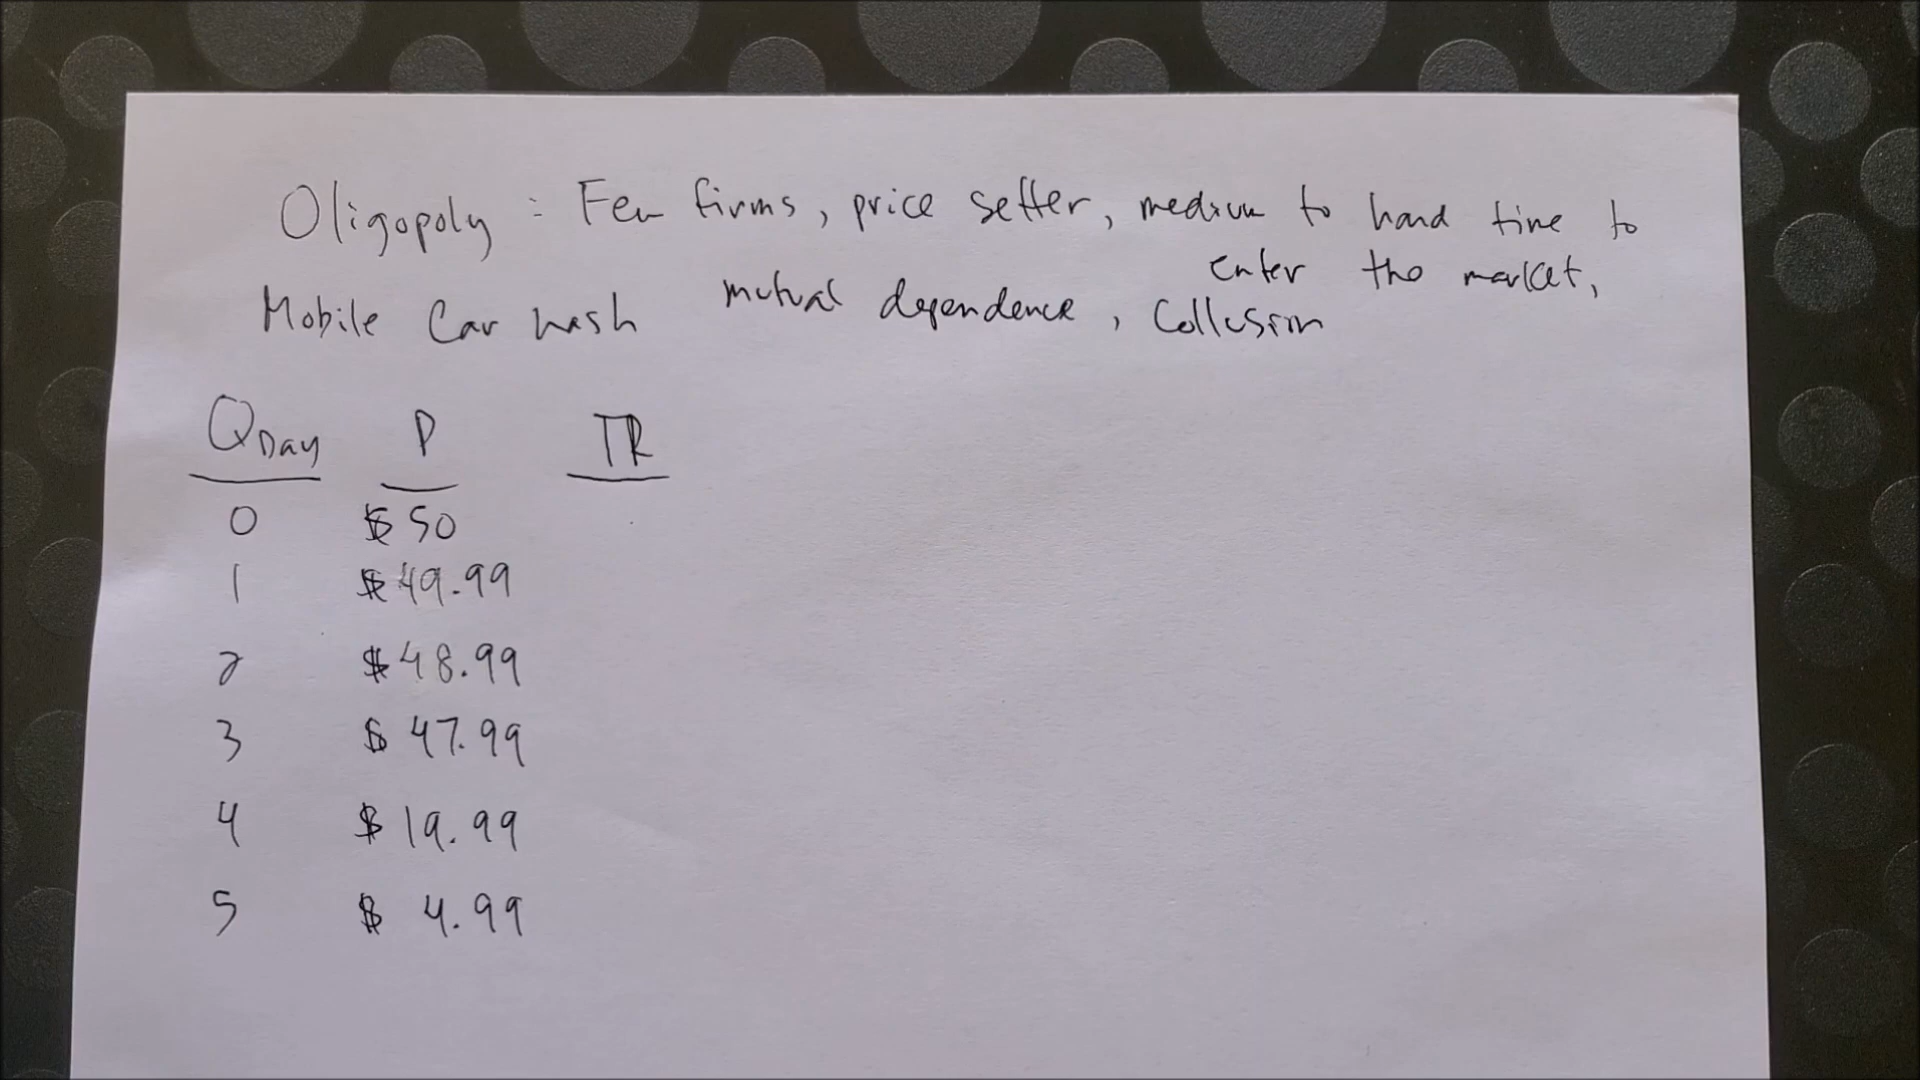 Oligopoly : Few firms, price setter, medium to hard time to
enter the market,
Mobile Car wash mutual dependence, Collusion
QDay P TR
0 $50
1 $49.99
2 $48.99
3 $47.99
4 $19.99
5 $4.99